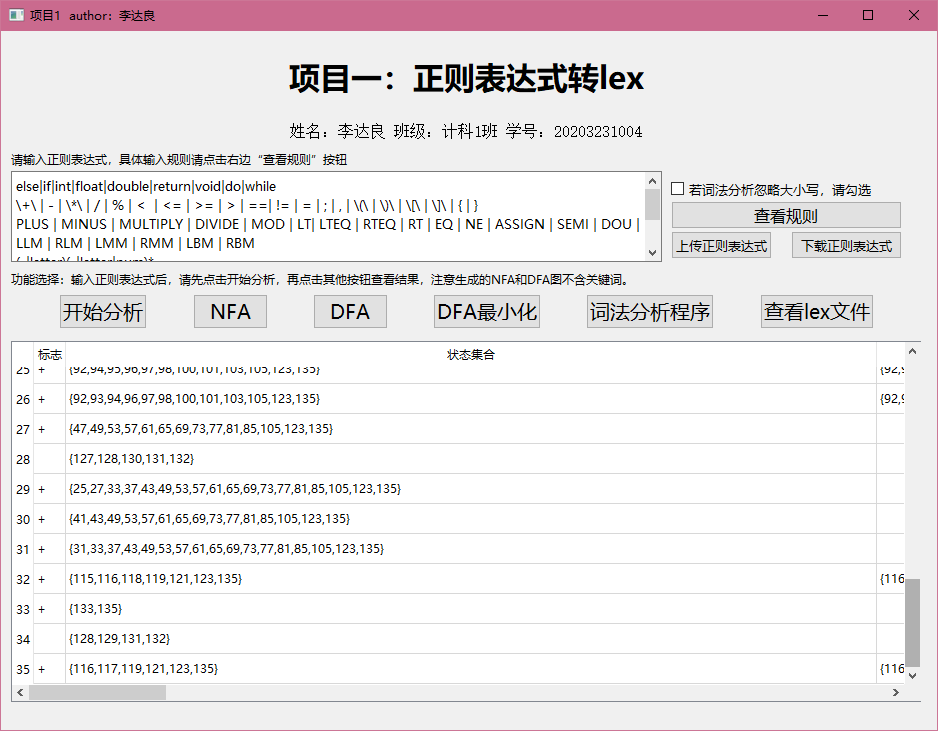 项目1 author：李达良
项目一：正则表达式转lex
姓名：李达良 班级：计科1班 学号：20203231004
请输入正则表达式，具体输入规则请点击右边“查看规则”按钮
else|if|int|float|double|return|void|do|while
\+\ | - | \*\ | / | % | < | <= | >= | > | ==| != | = | ; | , | \(\ | \)\ | \[\ | \]\ | { | }
PLUS | MINUS | MULTIPLY | DIVIDE | MOD | LT| LTEQ | RTEQ | RT | EQ | NE | ASSIGN | SEMI | DOU |
LLM | RLM | LMM | RMM | LBM | RBM
若词法分析忽略大小写，请勾选
查看规则
上传正则表达式 下载正则表达式
功能选择：输入正则表达式后，请先点击开始分析，再点击其他按钮查看结果，注意生成的NFA和DFA图不含关键词。
开始分析 NFA DFA DFA最小化 词法分析程序 查看lex文件
标志 状态集合
25 + {92,94,95,96,97,98,100,101,103,105,123,135} {92,9
26 + {92,93,94,96,97,98,100,101,103,105,123,135} {92,9
27 + {47,49,53,57,61,65,69,73,77,81,85,105,123,135}
28 {127,128,130,131,132}
29 + {25,27,33,37,43,49,53,57,61,65,69,73,77,81,85,105,123,135}
30 + {41,43,49,53,57,61,65,69,73,77,81,85,105,123,135}
31 + {31,33,37,43,49,53,57,61,65,69,73,77,81,85,105,123,135}
32 + {115,116,118,119,121,123,135} {116
33 + {133,135}
34 {128,129,131,132}
35 + {116,117,119,121,123,135} {116